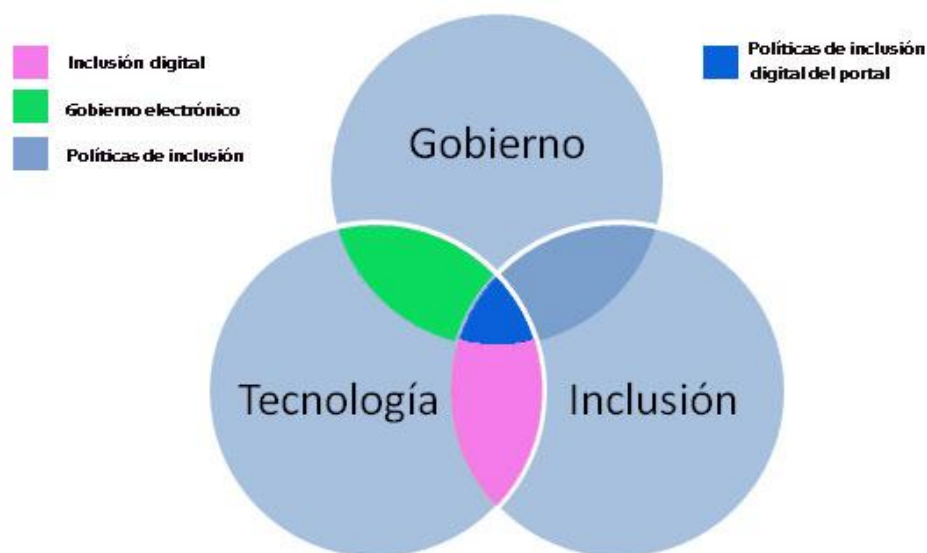 Inclusión digital
Gobierno electrónico
Políticas de inclusión
Políticas de inclusión
digital del portal
Gobierno
Tecnología
Inclusión